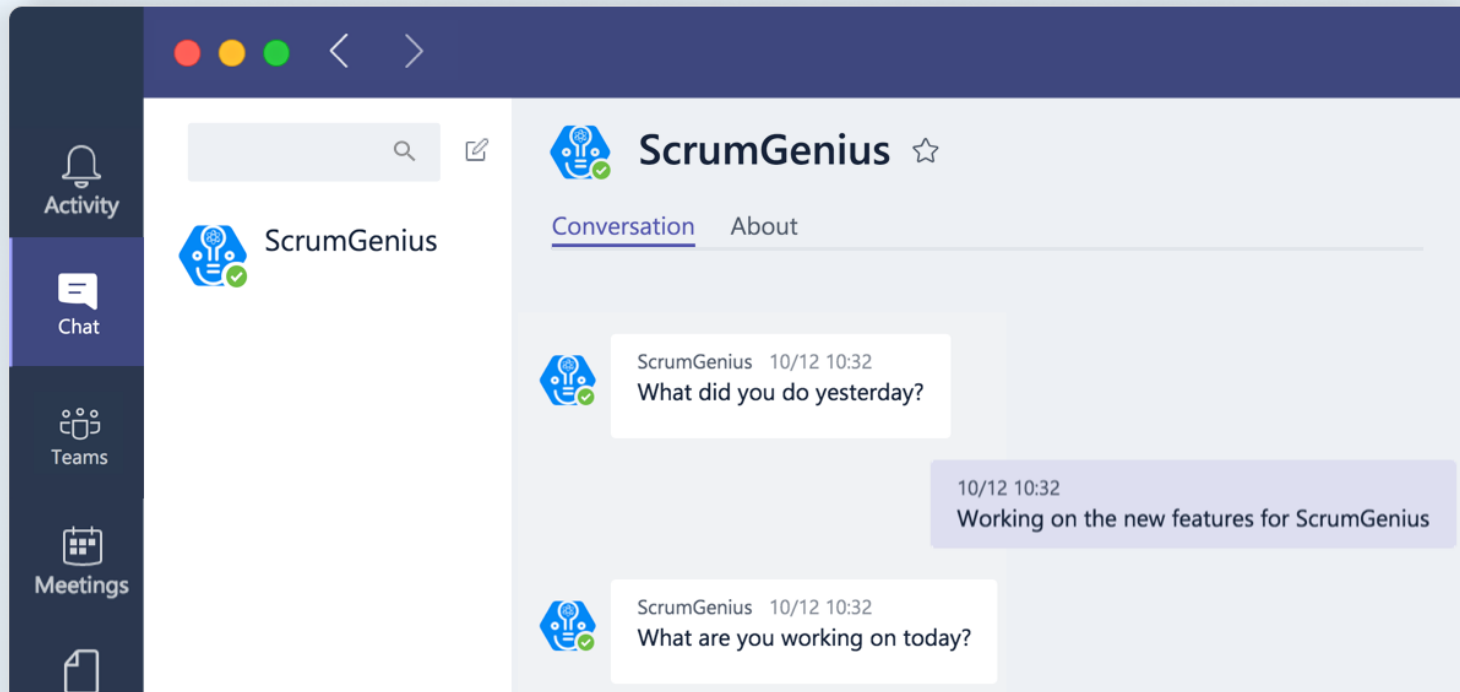 Activity
Chat
Teams
Meetings
ScrumGenius
ScrumGenius
Conversation About
ScrumGenius 10/12 10:32
What did you do yesterday?
10/12 10:32
Working on the new features for ScrumGenius
ScrumGenius 10/12 10:32
What are you working on today?